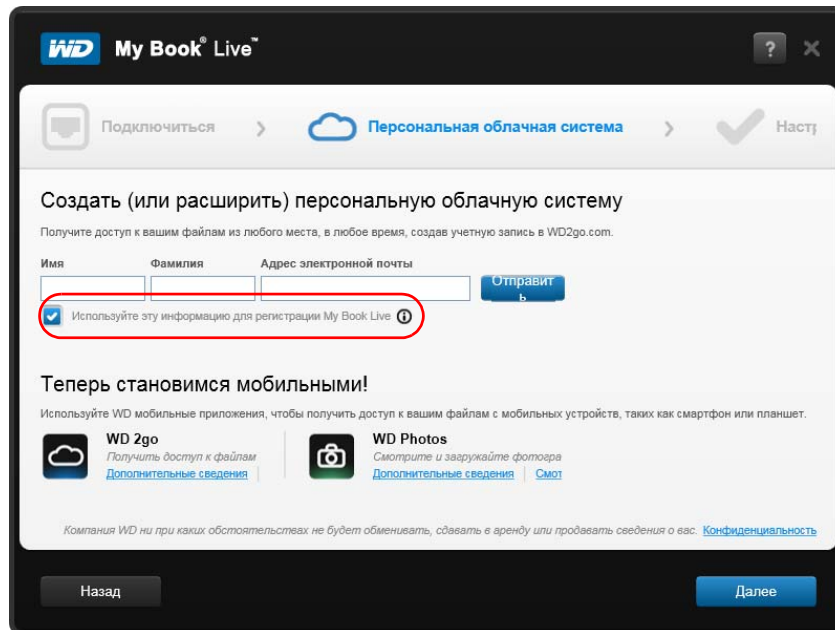 WD My Book® Live™ ?
Подключиться > Персональная облачная система >
Создать (или расширить) персональную облачную систему
Получите доступ к вашим файлам из любого места, в любое время, создав учетную запись в WD2go.com.
Имя Фамилия Адрес электронной почты
Отправит
ь
Используйте эту информацию для регистрации My Book Live
Теперь становимся мобильными!
Используйте WD мобильные приложения, чтобы получить доступ к вашим файлам с мобильных устройств, таких как смартфон или планшет.
WD 2go WD Photos
Получить доступ к файлам Смотрите и загружайте фотогра
Дополнительные сведения Дополнительные сведения Смот
Компания WD ни при каких обстоятельствах не будет обменивать, сдавать в аренду или продавать сведения о вас. Конфиденциальность
Назад Далее